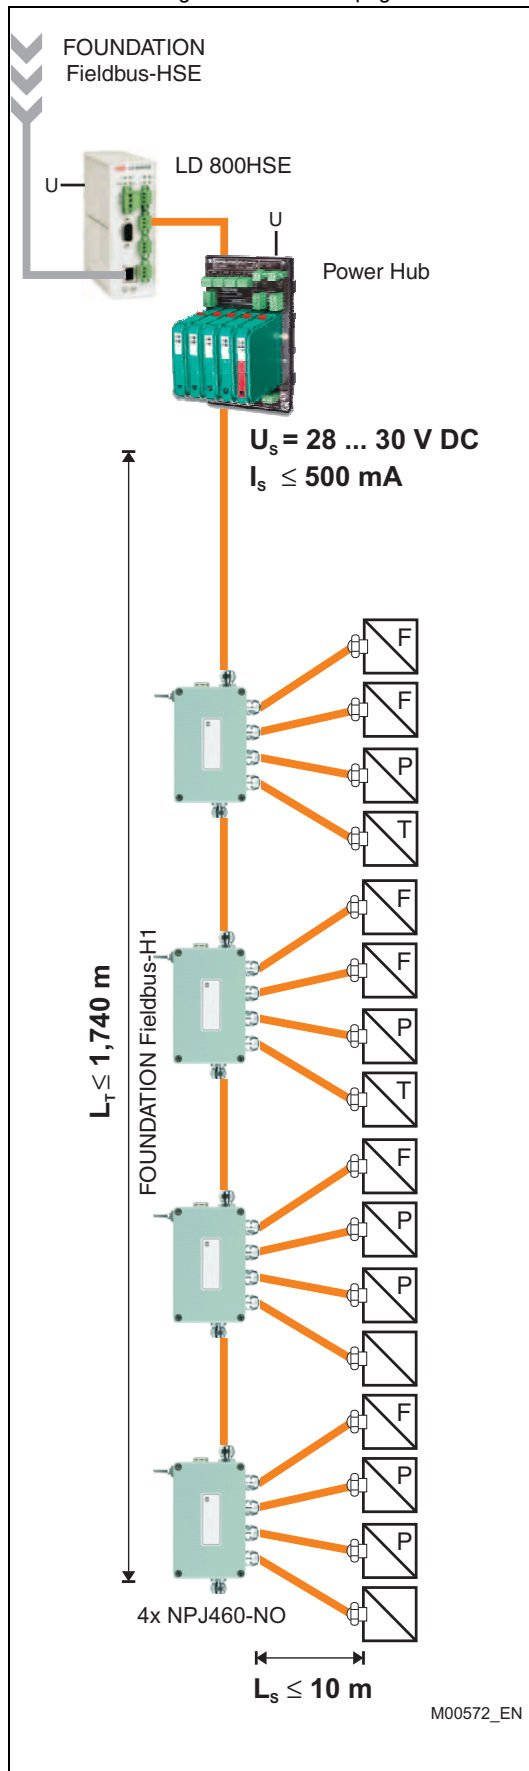 FOUNDATION
Fieldbus-HSE
LD 800HSE
U
U
Power Hub
Us = 28 ... 30 V DC
Is ≤ 500 mA
F
F
P
T
F
F
P
T
F
P
P
F
P
P
LT ≤ 1,740 m
FOUNDATION Fieldbus-H1
4x NPJ460-NO
Ls ≤ 10 m
M00572_EN